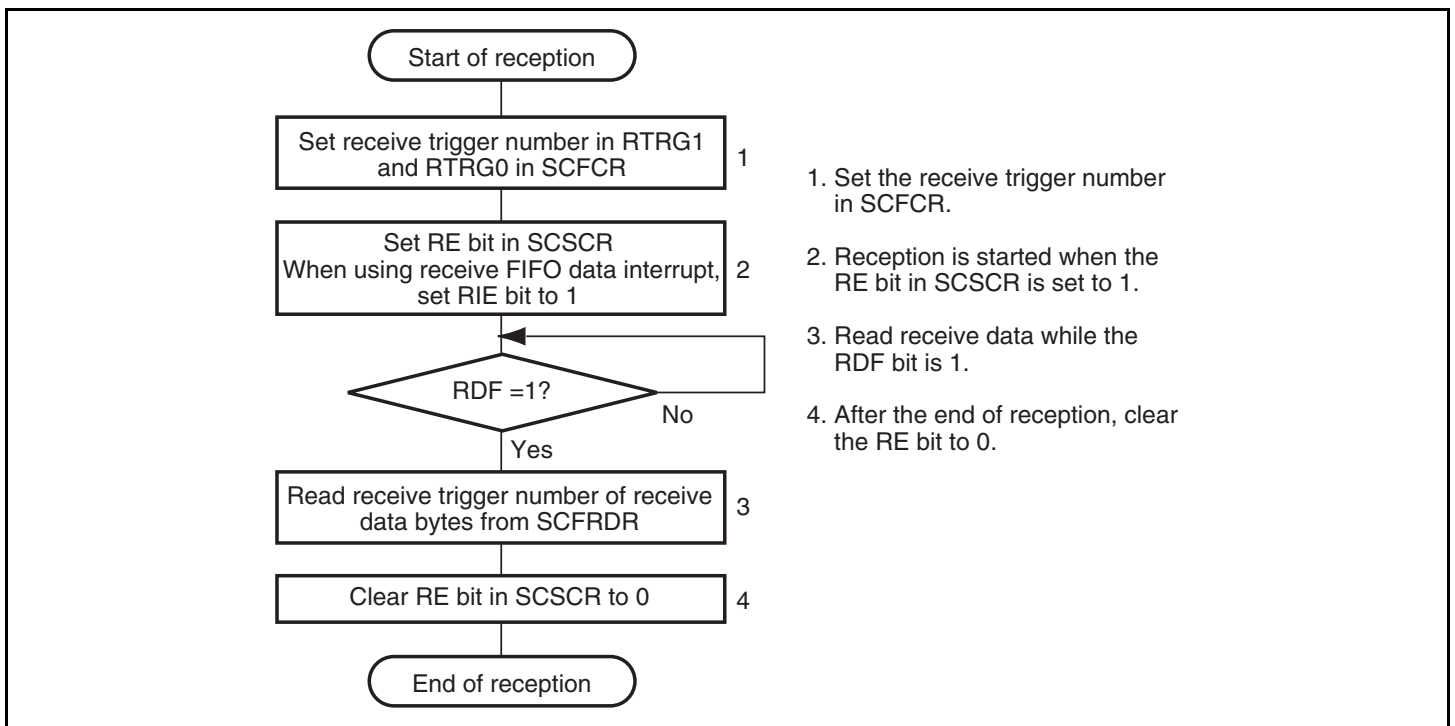 Start of reception
Set receive trigger number in RTRG1
and RTRG0 in SCFCR
1
Set RE bit in SCSCR
When using receive FIFO data interrupt,
set RIE bit to 1
2
RDF =1?
No
Yes
Read receive trigger number of receive
data bytes from SCFRDR
3
Clear RE bit in SCSCR to 0
4
End of reception
1. Set the receive trigger number
in SCFCR.
2. Reception is started when the
RE bit in SCSCR is set to 1.
3. Read receive data while the
RDF bit is 1.
4. After the end of reception, clear
the RE bit to 0.